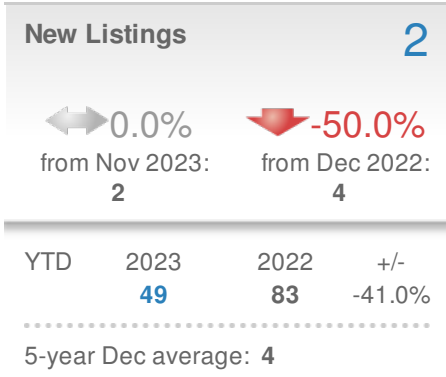 New Listings 2
0.0% -50.0%
from Nov 2023: from Dec 2022:
2 4
YTD 2023 2022 +/-
49 83 -41.0%
5-year Dec average: 4